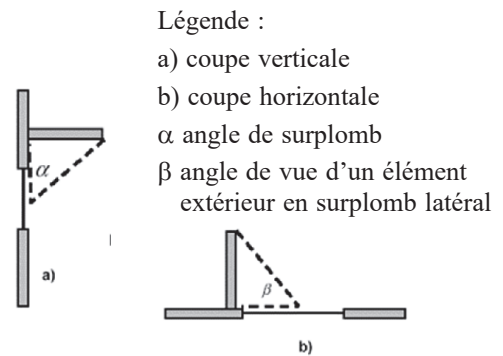 Légende :
a) coupe verticale
b) coupe horizontale
α angle de surplomb
β angle de vue d’un élément
extérieur en surplomb latéral
α
a)
β
b)